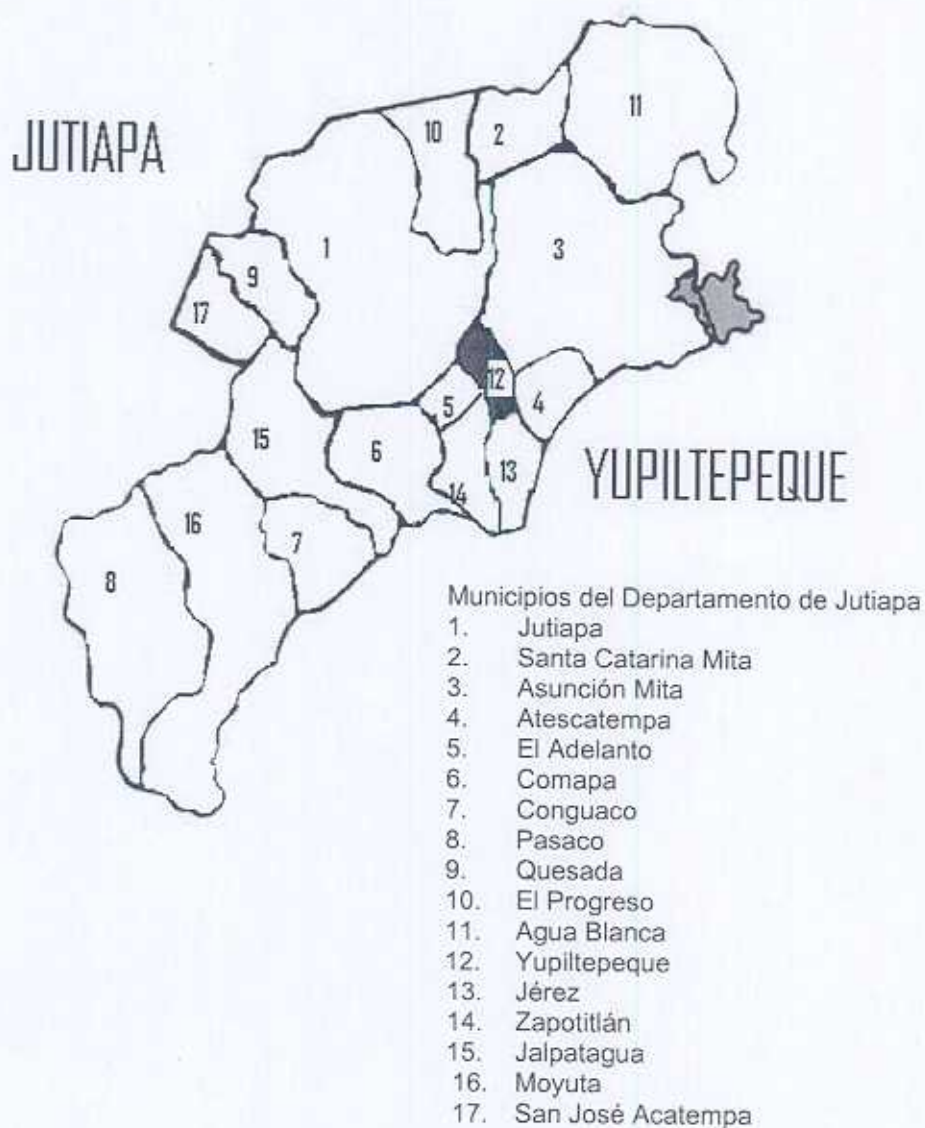 11
10
2
JUTIAPA
1
3
9
17
12
5
4
15
6
13
YUPILTEPEQUE
14
16
7
8
Municipios del Departamento de Jutiapa
1. Jutiapa
2. Santa Catarina Mita
3. Asunción Mita
4. Atescatempa
5. El Adelanto
6. Comapa
7. Conguaco
8. Pasaco
9. Quesada
10. El Progreso
11. Agua Blanca
12. Yupiltepeque
13. Jérez
14. Zapotitlán
15. Jalpatagua
16. Moyuta
17. San José Acatempa